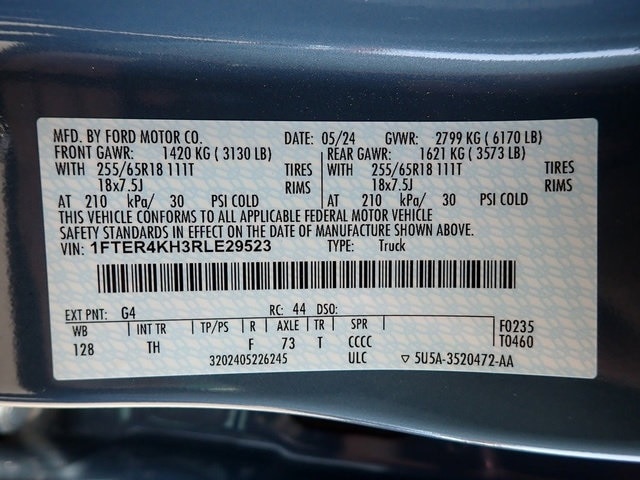 MFD. BY FORD MOTOR CO. DATE: 05/24 GVWR: 2799 KG ( 6170 LB)
FRONT GAWR: 1420 KG ( 3130 LB) REAR GAWR: 1621 KG ( 3573 LB)
WITH 255/65R18 111T TIRES WITH 255/65R18 111T TIRES
18x7.5J RIMS 18x7.5J RIMS
AT 210 kPa/ 30 PSI COLD AT 210 kPa/ 30 PSI COLD
THIS VEHICLE CONFORMS TO ALL APPLICABLE FEDERAL MOTOR VEHICLE
SAFETY STANDARDS IN EFFECT ON THE DATE OF MANUFACTURE SHOWN ABOVE.
VIN: 1FTER4KH3RLE29523 TYPE: Truck
EXT PNT: G4 RC: 44 DSO:
WB INT TR TP/PS R AXLE TR SPR F0235
128 TH F 73 T CCCC T0460
3202405226245 ULC ▽ 5U5A-3520472-AA